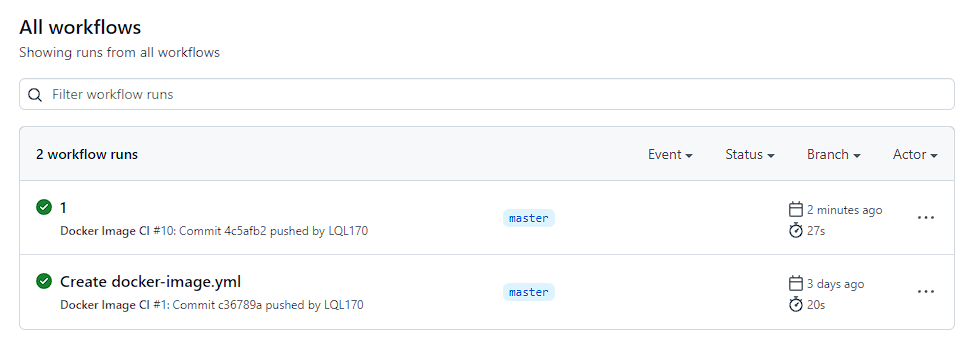 All workflows
Showing runs from all workflows
Filter workflow runs
2 workflow runs Event Status Branch Actor
1
Docker Image CI #10: Commit 4c5afb2 pushed by LQL170
master
2 minutes ago
27s
Create docker-image.yml
Docker Image CI #1: Commit c36789a pushed by LQL170
master
3 days ago
20s